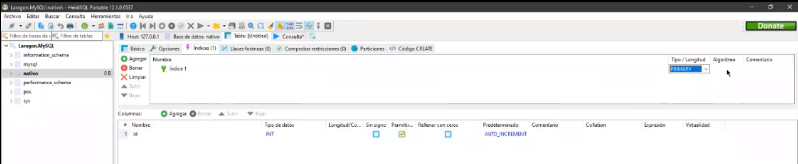 Laragon.MySQL\nativo\ - HeidiSQL Portable 12.1.0.6537
Archivo Editar Buscar Consulta Herramientas Ir a Ayuda
Donate
Filtro de bases de Filtro de tablas
Host: 127.0.0.1 Base de datos: nativo Tabla: [Untitled] Consulta*
Laragon.MySQL
information_schema
mysql
nativo 0 B
performance_schema
pos
sys
Básico Opciones Índices (1) Llaves foráneas (0) Comprobar restricciones (0) Particiones Código CREATE
Agregar
Borrar
Limpiar
Subir
Bajar
Nombre Tipo / Longitud Algoritmo Comentario
Índice 1 PRIMARY
Columnas: Agregar Borrar Subir Bajar
# Nombre Tipo de datos Longitud/Co... Sin signo Permitir... Rellenar con ceros Predeterminado Comentario Collation Expresión Virtualidad
1 id INT AUTO_INCREMENT